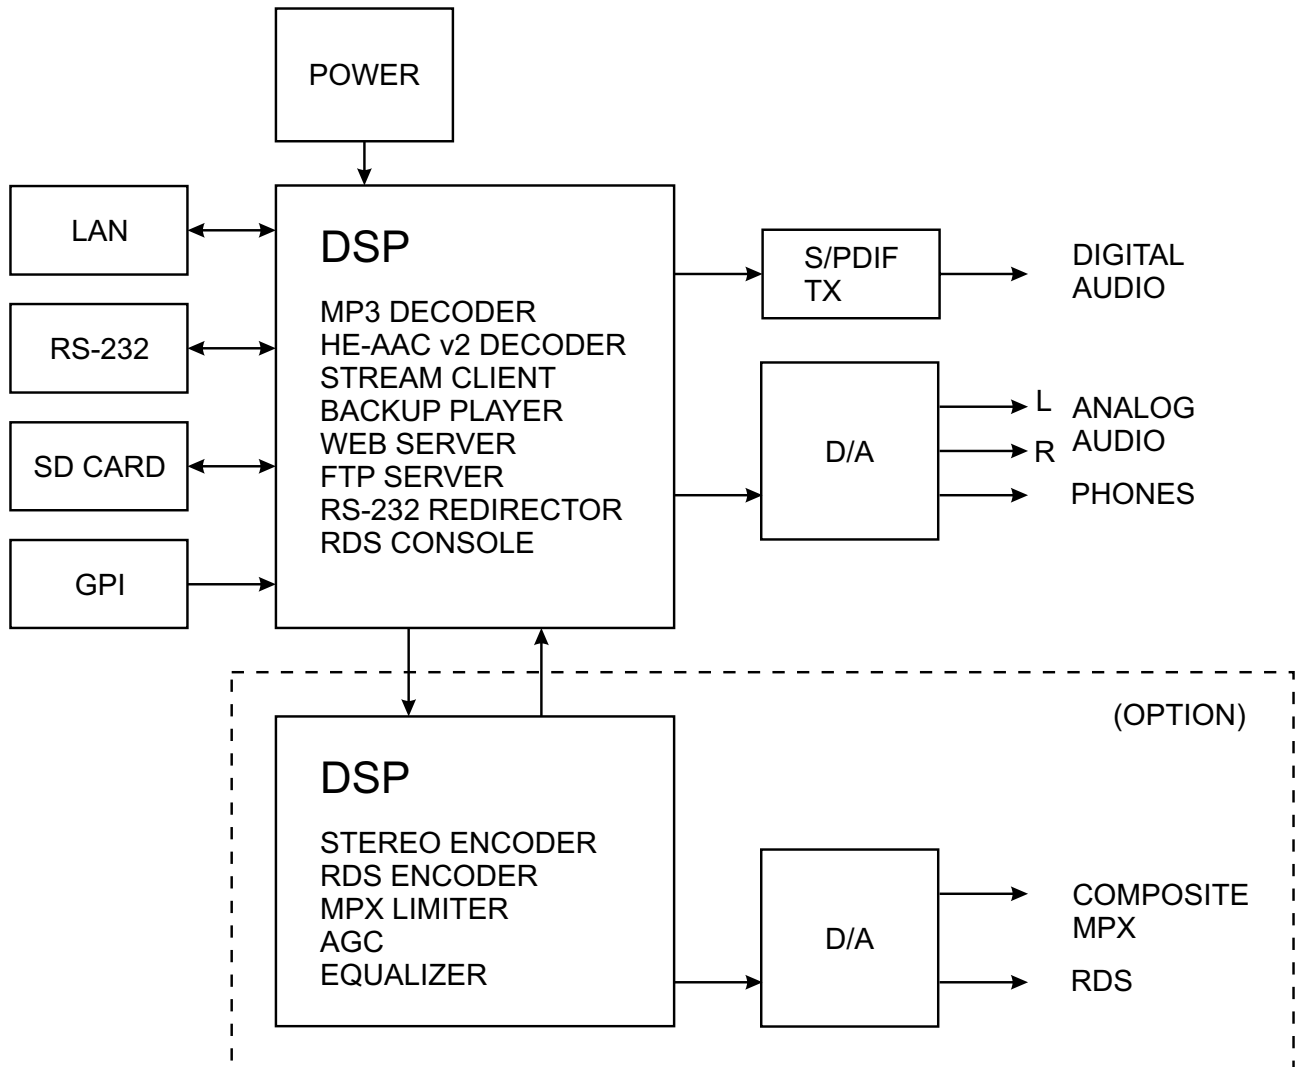 POWER
LAN
RS-232
SD CARD
GPI
DSP
MP3 DECODER
HE-AAC v2 DECODER
STREAM CLIENT
BACKUP PLAYER
WEB SERVER
FTP SERVER
RS-232 REDIRECTOR
RDS CONSOLE
S/PDIF
TX
DIGITAL
AUDIO
D/A
L
R
ANALOG
AUDIO
PHONES
(OPTION)
DSP
STEREO ENCODER
RDS ENCODER
MPX LIMITER
AGC
EQUALIZER
D/A
COMPOSITE
MPX
RDS